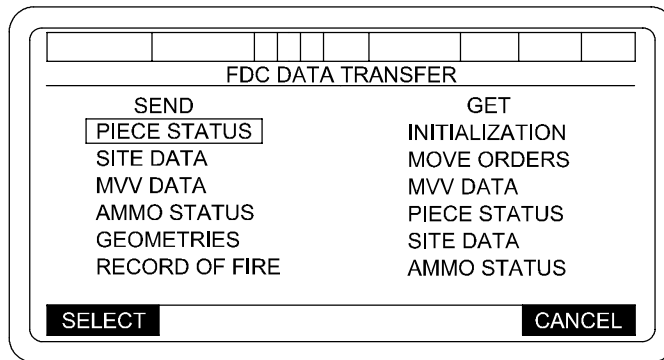 FDC DATA TRANSFER
SEND GET
PIECE STATUS INITIALIZATION
SITE DATA MOVE ORDERS
MVV DATA MVV DATA
AMMO STATUS PIECE STATUS
GEOMETRIES SITE DATA
RECORD OF FIRE AMMO STATUS
SELECT CANCEL